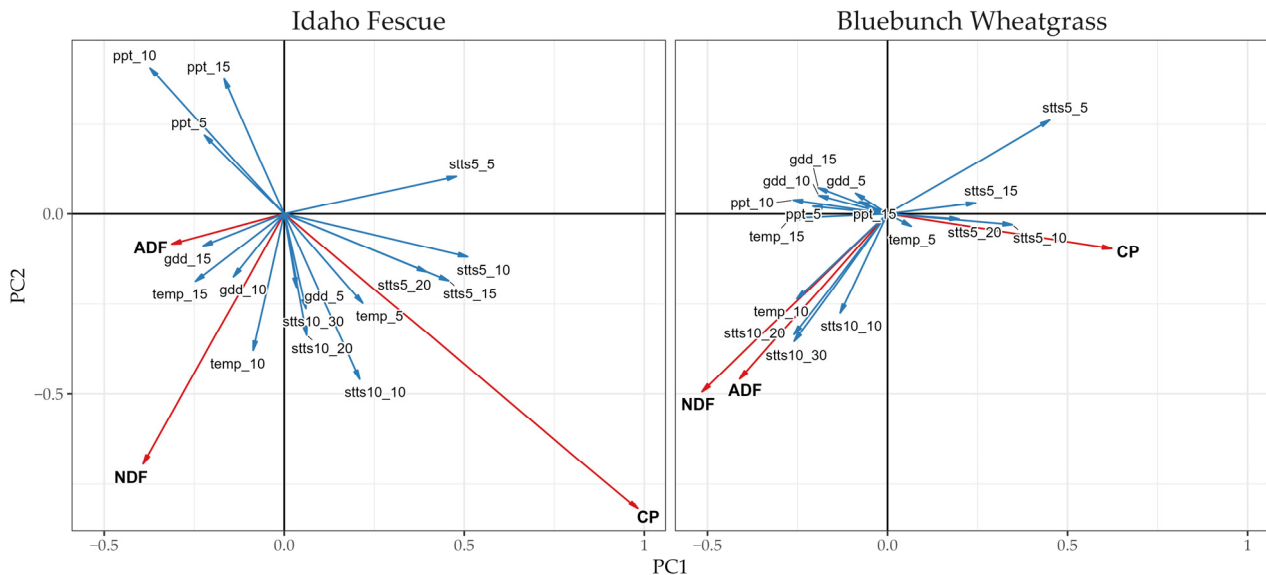 Idaho Fescue
Bluebunch Wheatgrass
ppt_10
ppt_15
ppt_5
stts5_5
ADF
gdd_15
temp_15
gdd_10
temp_10
gdd_5
stts10_30
stts10_20
stts10_10
temp_5
stts5_20
stts5_15
stts5_10
NDF
CP
stts5_5
gdd_15
gdd_10
gdd_5
ppt_10
ppt_5
ppt_15
temp_15
temp_5
stts5_15
stts5_20
stts5_10
CP
temp_10
stts10_20
stts10_30
stts10_10
NDF
ADF
PC2
0.0
−0.5
−0.5
0.0
0.5
1
−0.5
0.0
0.5
1
PC1